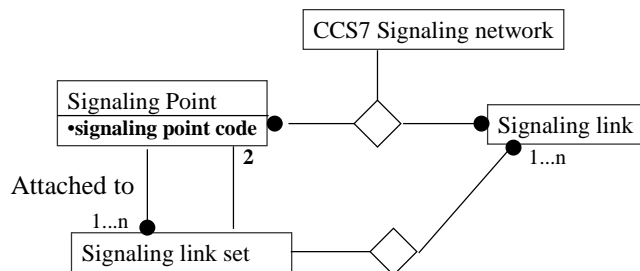 CCS7 Signaling network
Signaling Point
•signaling point code
Signaling link
2
1...n
Attached to
1...n
Signaling link set